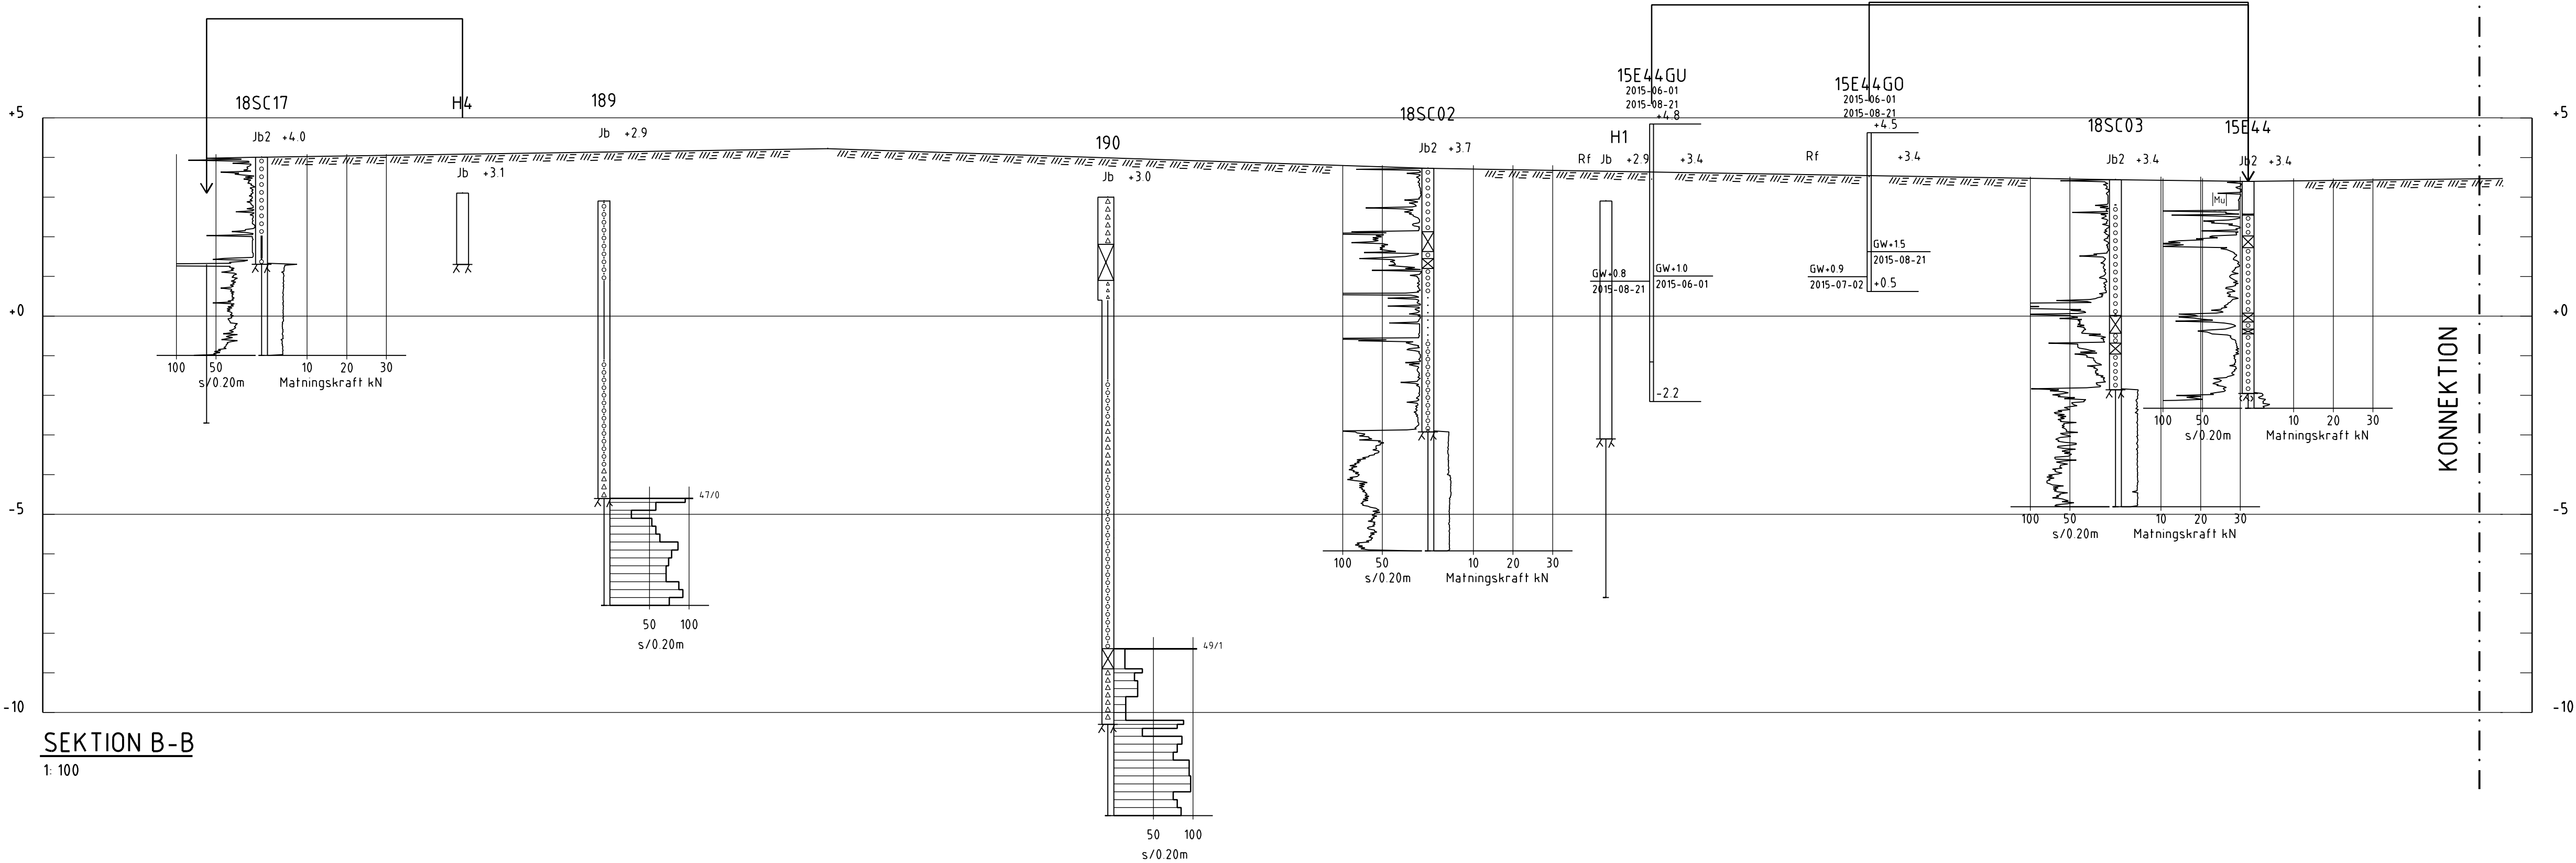 15E44GU
2015-06-01
2015-08-21
+4.8
15E44GO
2015-06-01
2015-08-21
+4.5
18SC17
H4
189
190
18SC02
H1
18SC03
15E44
+5
+5
Jb2 +4.0
Jb +3.1
Jb +2.9
Jb +3.0
Jb2 +3.7
Rf Jb +2.9 +3.4
Rf +3.4
Jb2 +3.4
Jb2 +3.4
Mu
GW+0.8
2015-08-21
GW+1.0
2015-06-01
GW+0.9
2015-07-02
GW+1.5
2015-08-21
+0.5
+0
+0
100 50 10 20 30
s/0.20m Matningskraft kN
-2.2
100 50 10 20 30
s/0.20m Matningskraft kN
KONNEKTION
47/0
-5
-5
100 50 10 20 30
s/0.20m Matningskraft kN
100 50 10 20 30
s/0.20m Matningskraft kN
50 100
s/0.20m
49/1
-10
-10
50 100
s/0.20m
SEKTION B-B
1: 100